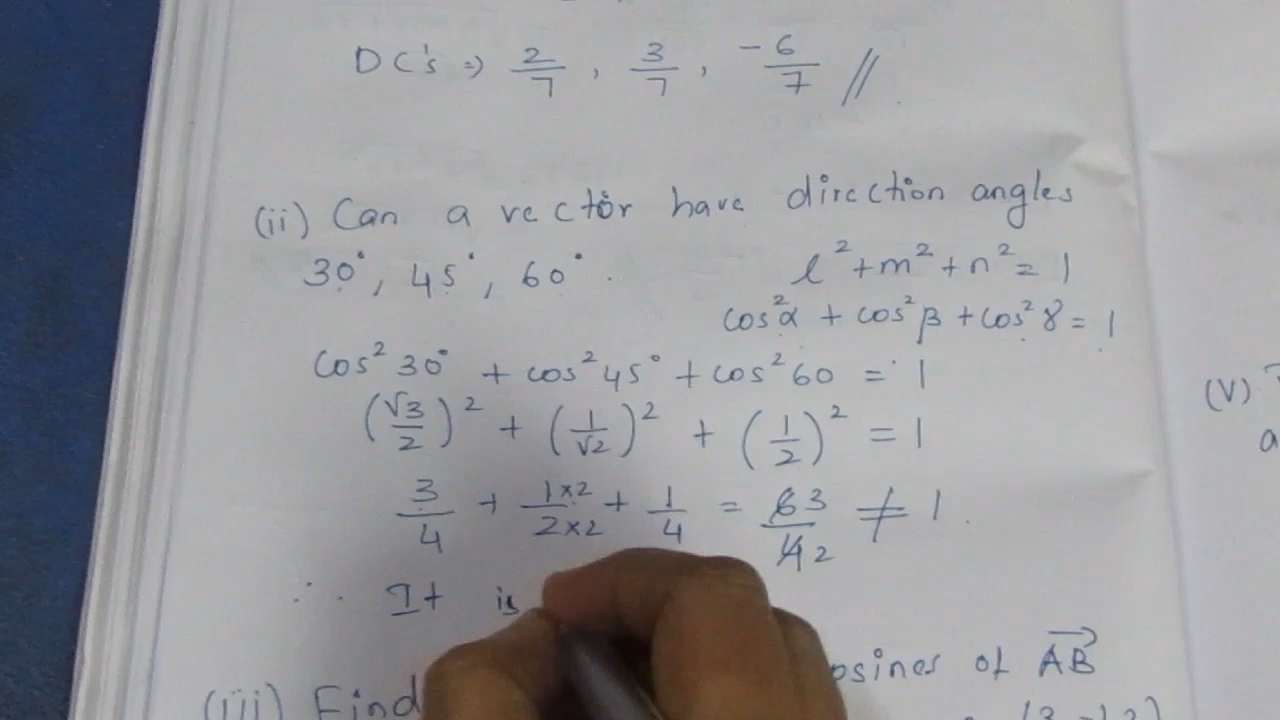 DC's ⇒ 2/7, 3/7, -6/7 //
(ii) Can a vector have direction angles
30°, 45°, 60°.
l² + m² + n² = 1
cos²α + cos²β + cos²γ = 1
cos² 30° + cos² 45° + cos² 60 = 1
(√3/2)² + (1/√2)² + (1/2)² = 1
3/4 + 1×2/2×2 + 1/4 = 6̸ 3/4̸ 2 ≠ 1.
∴ It is
(iii) Find of AB→
(V)
a